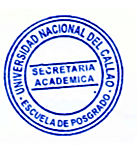 UNIVERSIDAD NACIONAL DEL CALLAO
SECRETARIA
ACADEMICA
ESCUELA DE POSGRADO